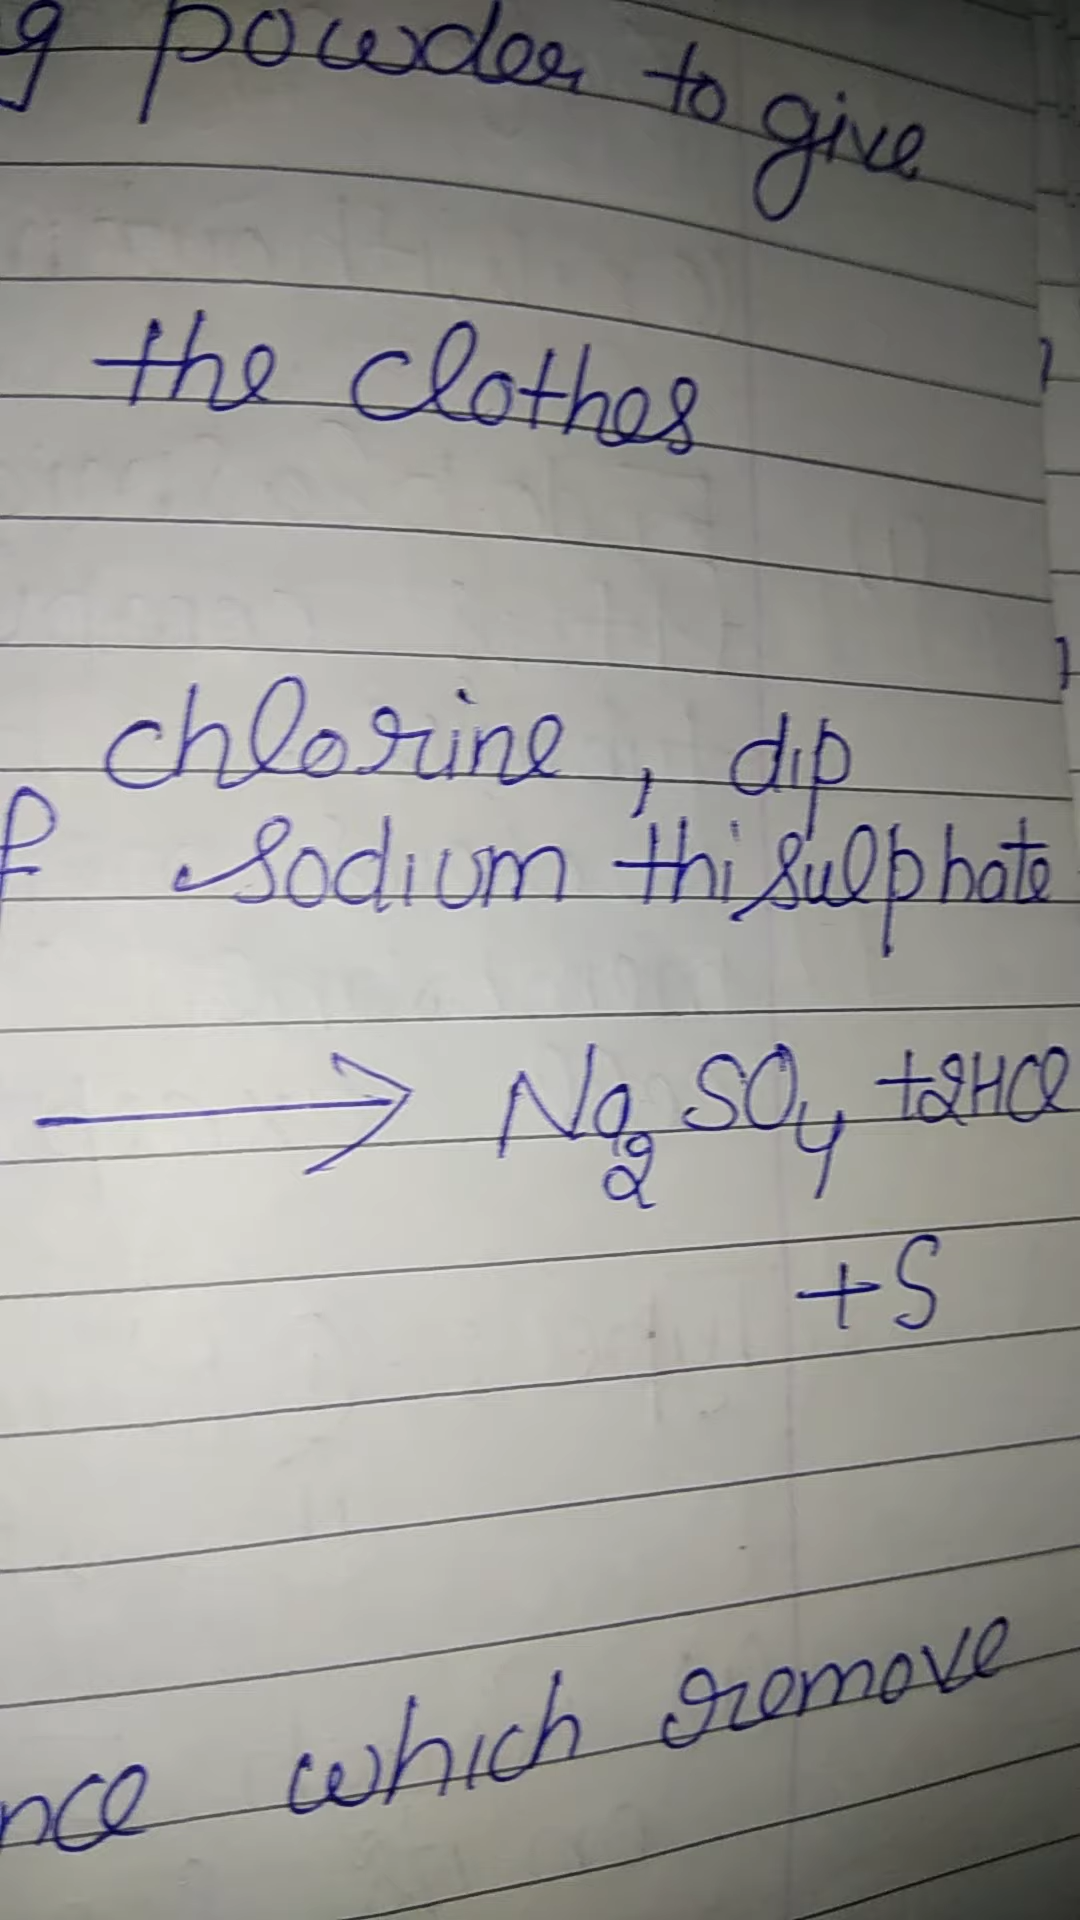 g powder to give
the clothes
chlorine, dip
f sodium thisulphate
→ Na₂SO₄ + 2HCl
+ S
nce which remove